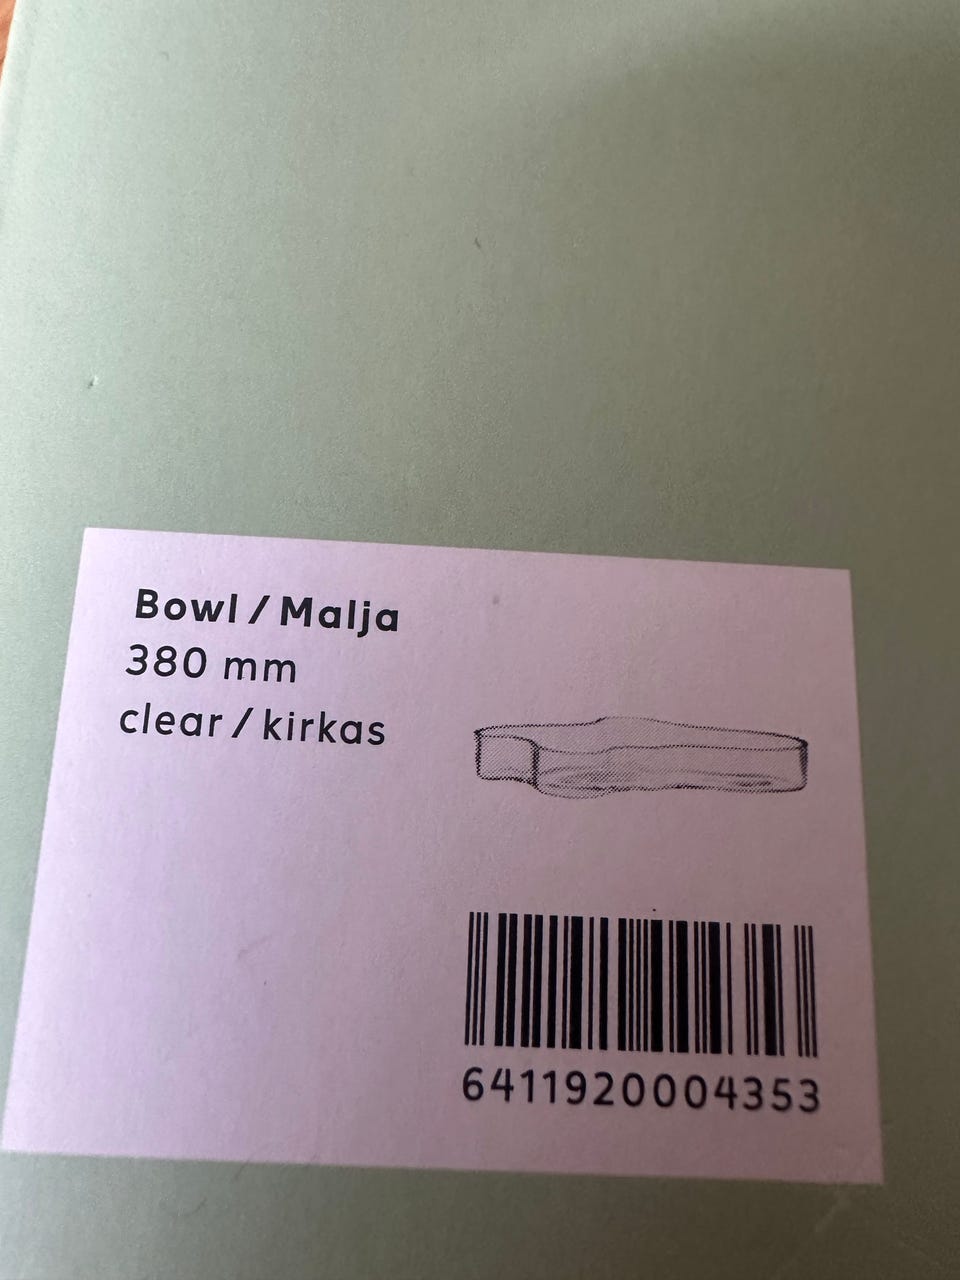 Bowl / Malja
380 mm
clear / kirkas
6411920004353